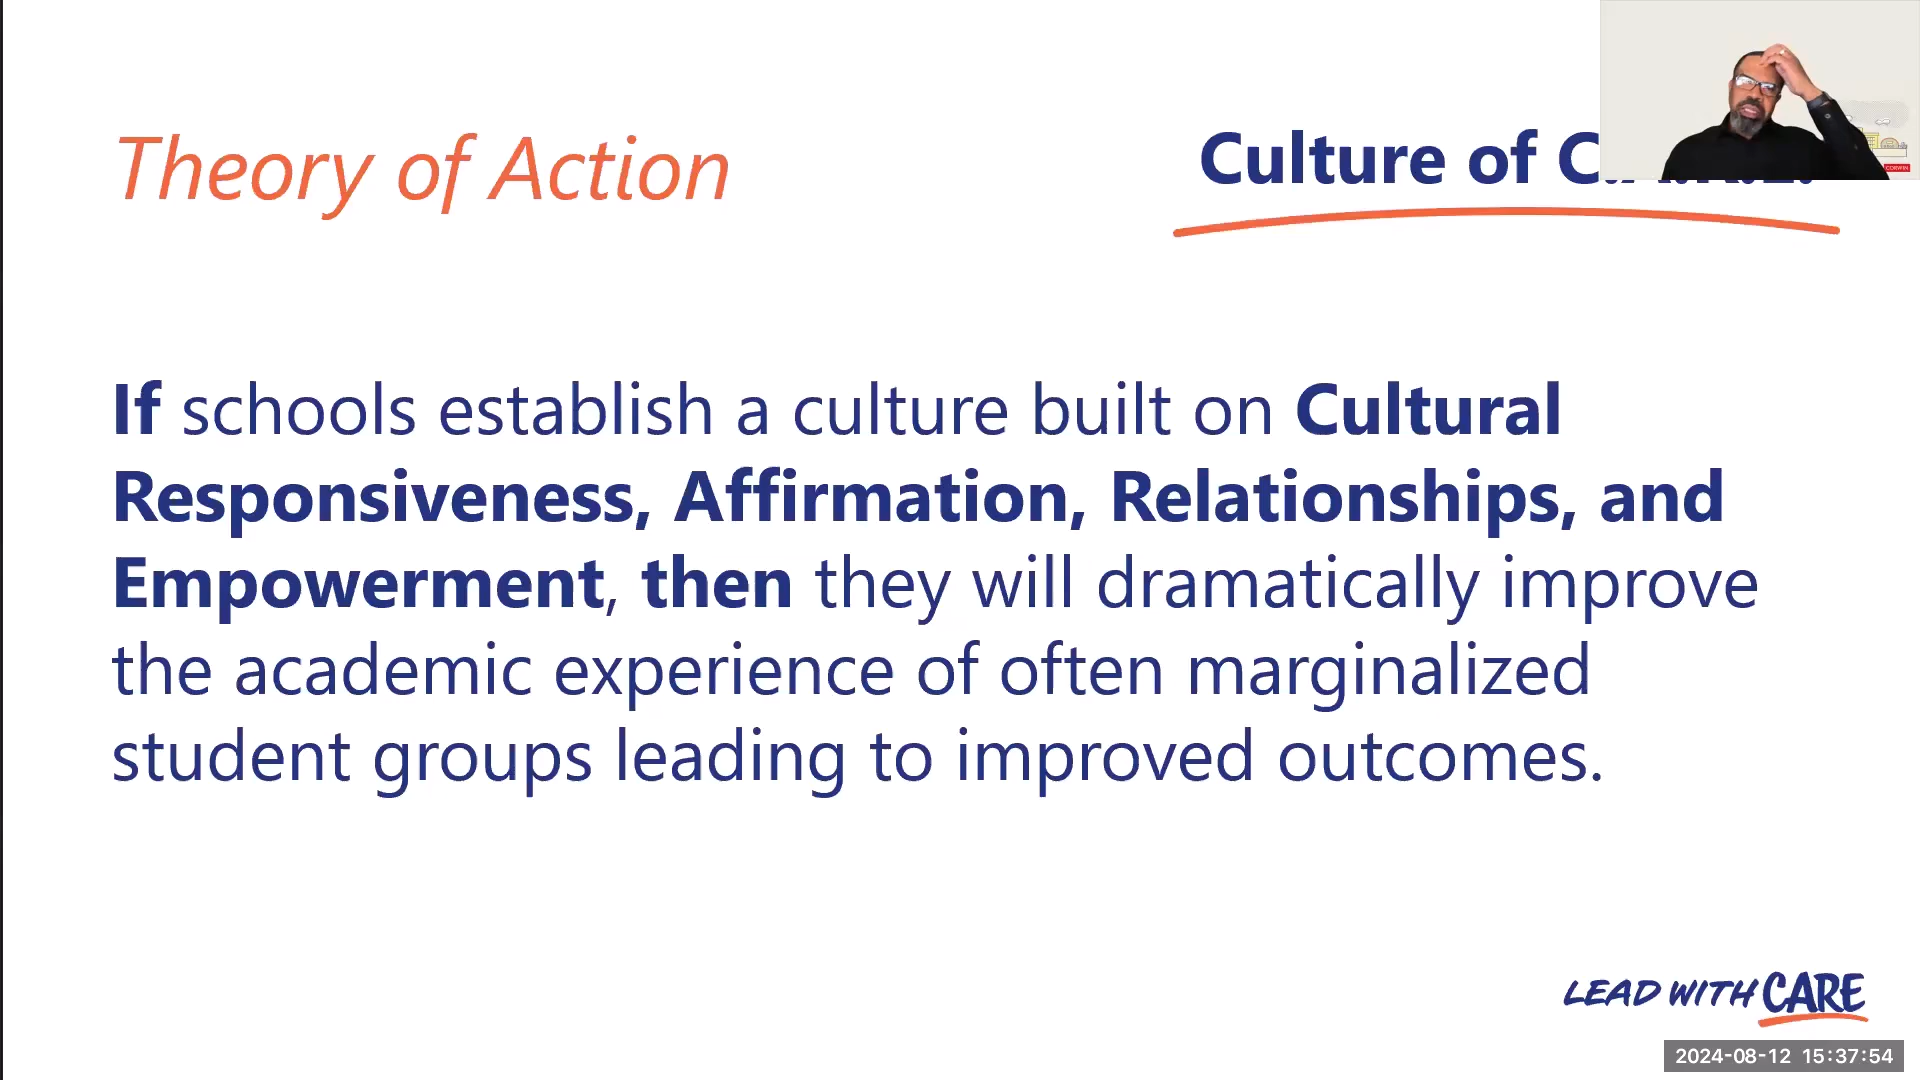 Theory of Action
Culture of C.
If schools establish a culture built on Cultural
Responsiveness, Affirmation, Relationships, and
Empowerment, then they will dramatically improve
the academic experience of often marginalized
student groups leading to improved outcomes.
LEAD WITH CARE
2024-08-12 15:37:54
CORWIN